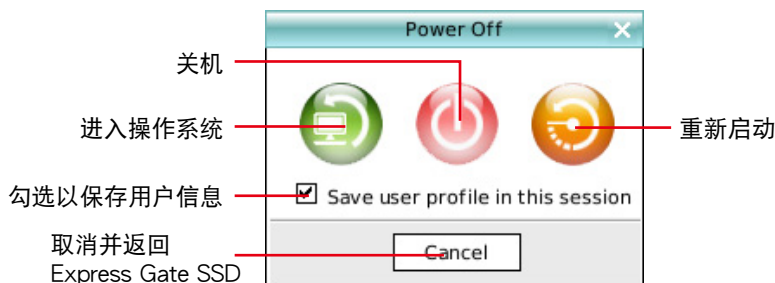 Power Off
关机
进入操作系统
重新启动
勾选以保存用户信息
Save user profile in this session
取消并返回
Express Gate SSD
Cancel